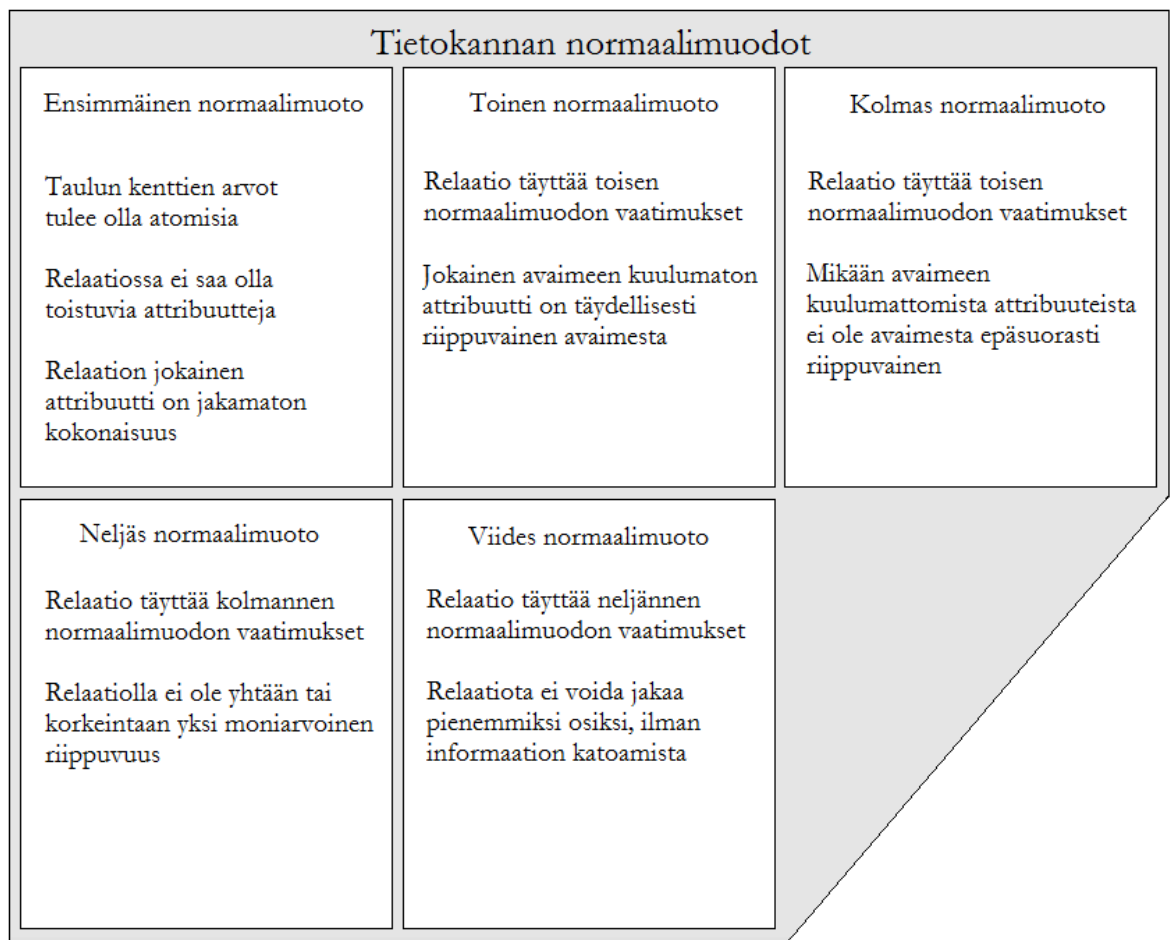 Tietokannan normaalimuodot
Ensimmäinen normaalimuoto
Taulun kenttien arvot
tulee olla atomisia
Relaatiossa ei saa olla
toistuvia attribuutteja
Relaation jokainen
attribuutti on jakamaton
kokonaisuus
Toinen normaalimuoto
Relaatio täyttää toisen
normaalimuodon vaatimukset
Jokainen avaimeen kuulumaton
attribuutti on täydellisesti
riippuvainen avaimesta
Kolmas normaalimuoto
Relaatio täyttää toisen
normaalimuodon vaatimukset
Mikään avaimeen
kuulumattomista attribuuteista
ei ole avaimesta epäsuorasti
riippuvainen
Neljäs normaalimuoto
Relaatio täyttää kolmannen
normaalimuodon vaatimukset
Relaatiolla ei ole yhtään tai
korkeintaan yksi moniarvoinen
riippuvuus
Viides normaalimuoto
Relaatio täyttää neljännen
normaalimuodon vaatimukset
Relaatiota ei voida jakaa
pienemmiksi osiksi, ilman
informaation katoamista